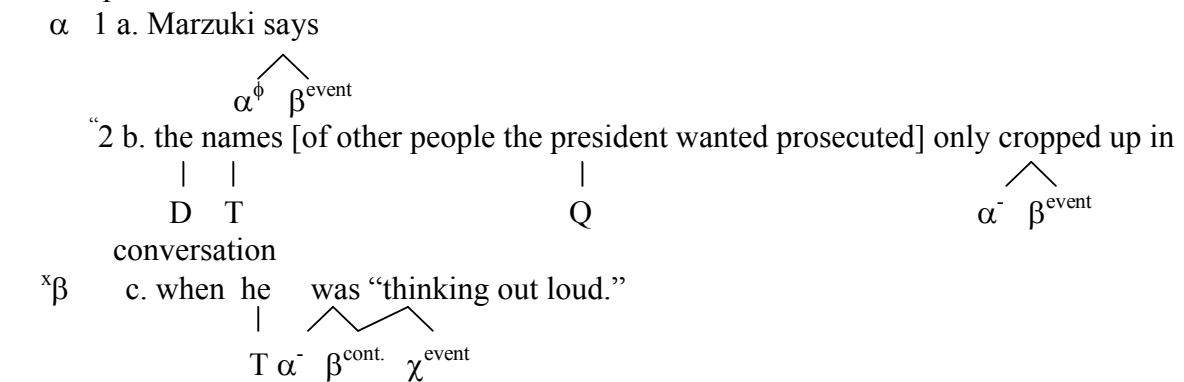 α 1 a. Marzuki says
α^ϕ β^event
“2 b. the names [of other people the president wanted prosecuted] only cropped up in
D T Q α^- β^event
conversation
^xβ c. when he was “thinking out loud.”
T α^- β^cont. χ^event